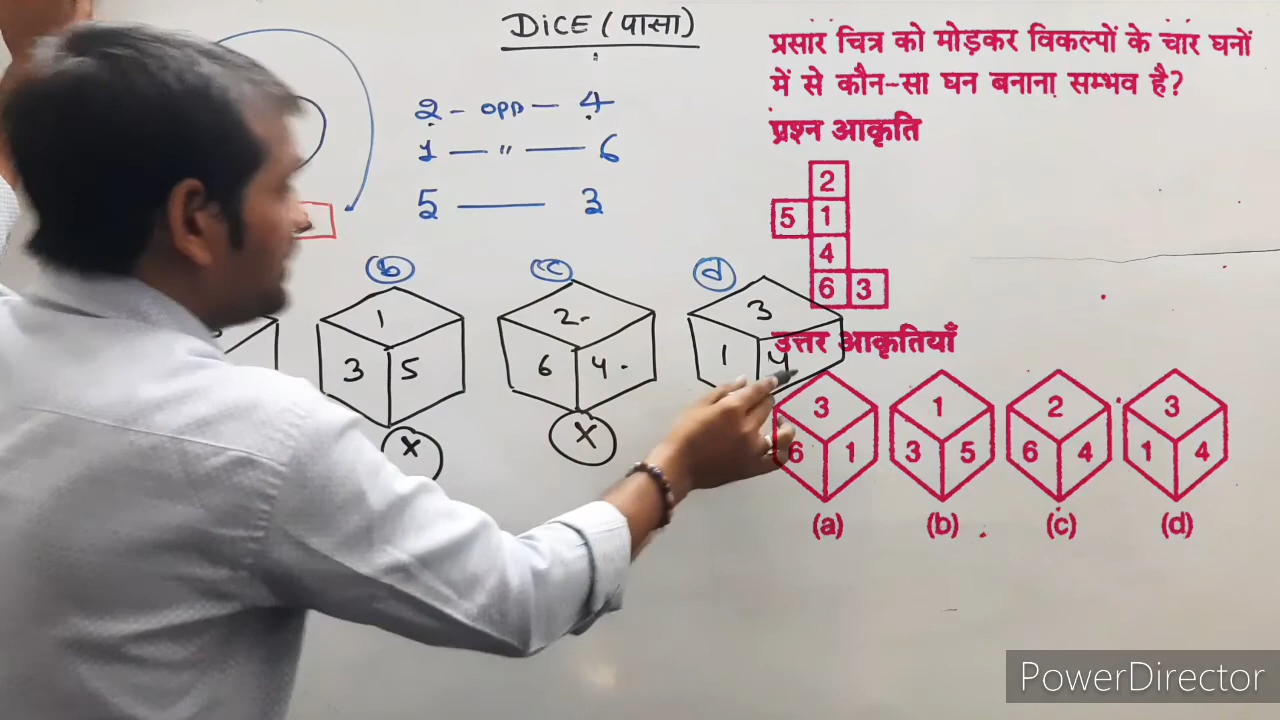 DICE (पासा)
2 - OPP - 4
1 - " - 6
5 - 3
b
1
3 5
X
c
2
6 4
X
d
3
1 4
प्रसार चित्र को मोड़कर विकल्पों के चार घनों
में से कौन-सा घन बनाना सम्भव है?
प्रश्न आकृति
2
5 1
4
6 3
उत्तर आकृतियाँ
3
6 1
(a)
1
3 5
(b)
2
6 4
(c)
3
1 4
(d)
PowerDirector